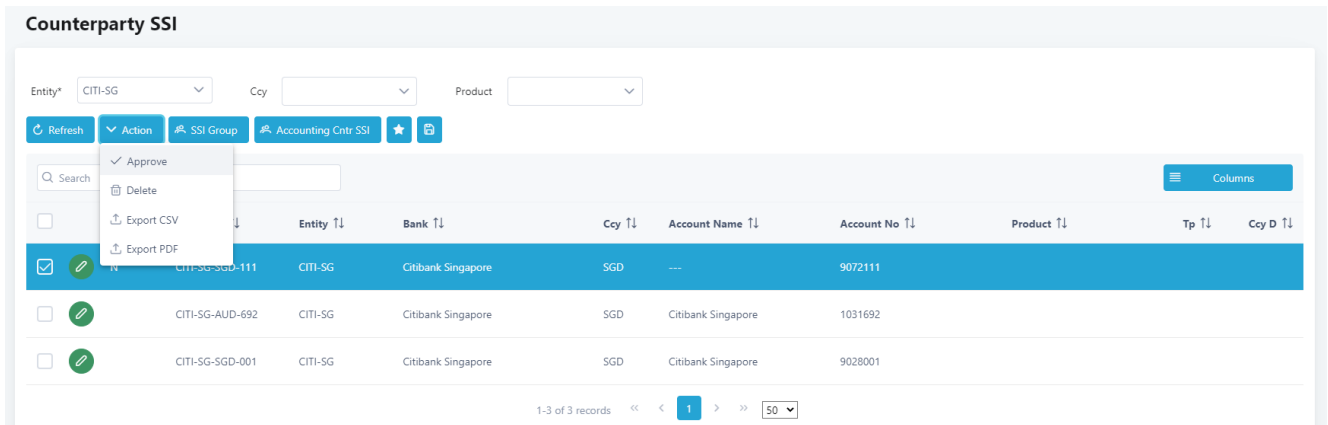 Counterparty SSI
Entity* CITI-SG Ccy Product
Refresh Action SSI Group Accounting Cntr SSI
Approve
Search Columns
Delete
Export CSV
Entity Bank Ccy Account Name Account No Product Tp Ccy D
Export PDF
N CITI-SG-SGD-111 CITI-SG Citibank Singapore SGD --- 9072111
CITI-SG-AUD-692 CITI-SG Citibank Singapore SGD Citibank Singapore 1031692
CITI-SG-SGD-001 CITI-SG Citibank Singapore SGD Citibank Singapore 9028001
1-3 of 3 records << < 1 > >> 50